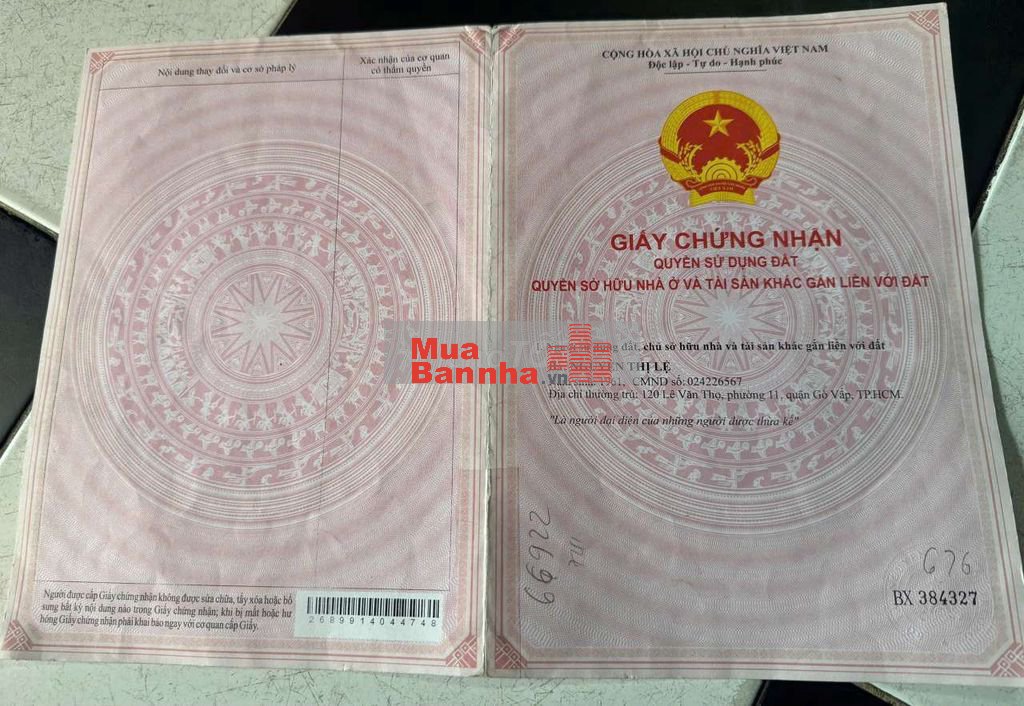 Nội dung thay đổi và cơ sở pháp lý
Xác nhận của cơ quan
có thẩm quyền
Người được cấp Giấy chứng nhận không được sửa chữa, tẩy xóa hoặc bổ
sung bất kỳ nội dung nào trong Giấy chứng nhận; khi bị mất hoặc hư
hỏng Giấy chứng nhận phải khai báo ngay với cơ quan cấp Giấy.
2689914044748
CỘNG HÒA XÃ HỘI CHỦ NGHĨA VIỆT NAM
Độc lập - Tự do - Hạnh phúc
GIẤY CHỨNG NHẬN
QUYỀN SỬ DỤNG ĐẤT
QUYỀN SỞ HỮU NHÀ Ở VÀ TÀI SẢN KHÁC GẮN LIỀN VỚI ĐẤT
đất, chủ sở hữu nhà và tài sản khác gắn liền với đất
THỊ LỆ
CMND số: 024226567
Địa chỉ thường trú: 120 Lê Văn Thọ, phường 11, quận Gò Vấp, TP.HCM.
"Là người đại diện của những người được thừa kế"
Mua
Bannha.vn
676
BX 384327